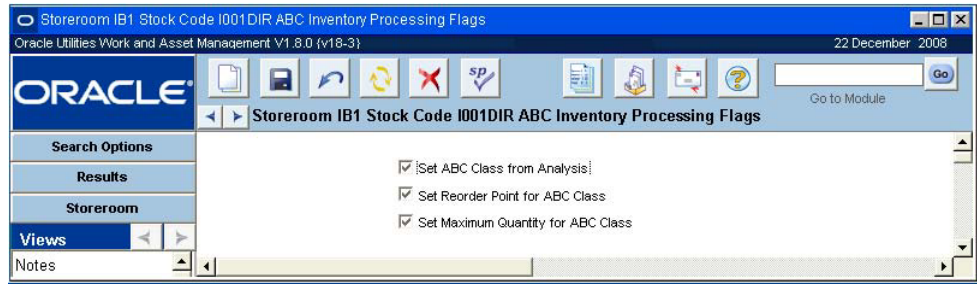 Storeroom IB1 Stock Code I001DIR ABC Inventory Processing Flags
Oracle Utilities Work and Asset Management V1.8.0 {v18-3} 22 December 2008
ORACLE®
sp
Go
Go to Module
Storeroom IB1 Stock Code I001DIR ABC Inventory Processing Flags
Search Options
Results
Storeroom
Views
Notes
Set ABC Class from Analysis
Set Reorder Point for ABC Class
Set Maximum Quantity for ABC Class